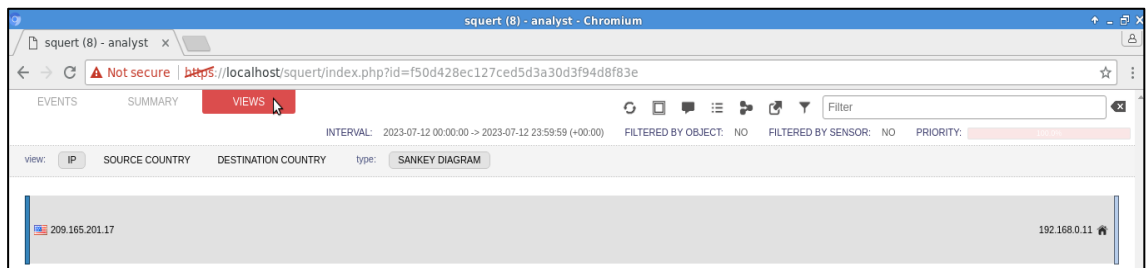 squert (8) - analyst - Chromium
squert (8) - analyst ×
Not secure | https://localhost/squert/index.php?id=f50d428ec127ced5d3a30d3f94d8f83e
EVENTS SUMMARY VIEWS Filter
INTERVAL: 2023-07-12 00:00:00 -> 2023-07-12 23:59:59 (+00:00) FILTERED BY OBJECT: NO FILTERED BY SENSOR: NO PRIORITY:
view: IP SOURCE COUNTRY DESTINATION COUNTRY type: SANKEY DIAGRAM
209.165.201.17 192.168.0.11